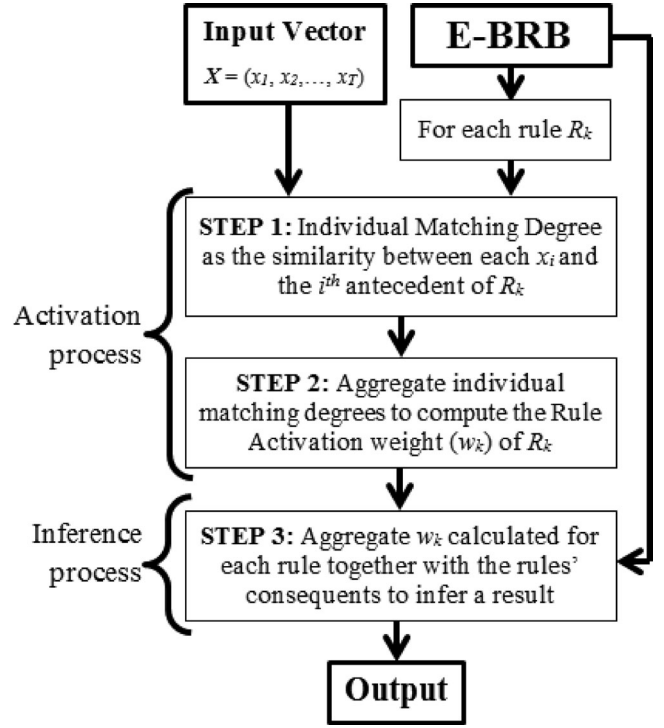 Input Vector
X = (x1, x2,…, xT)
E-BRB
For each rule Rk
STEP 1: Individual Matching Degree
as the similarity between each xi and
the ith antecedent of Rk
Activation
process
STEP 2: Aggregate individual
matching degrees to compute the Rule
Activation weight (wk) of Rk
Inference
process
STEP 3: Aggregate wk calculated for
each rule together with the rules’
consequents to infer a result
Output